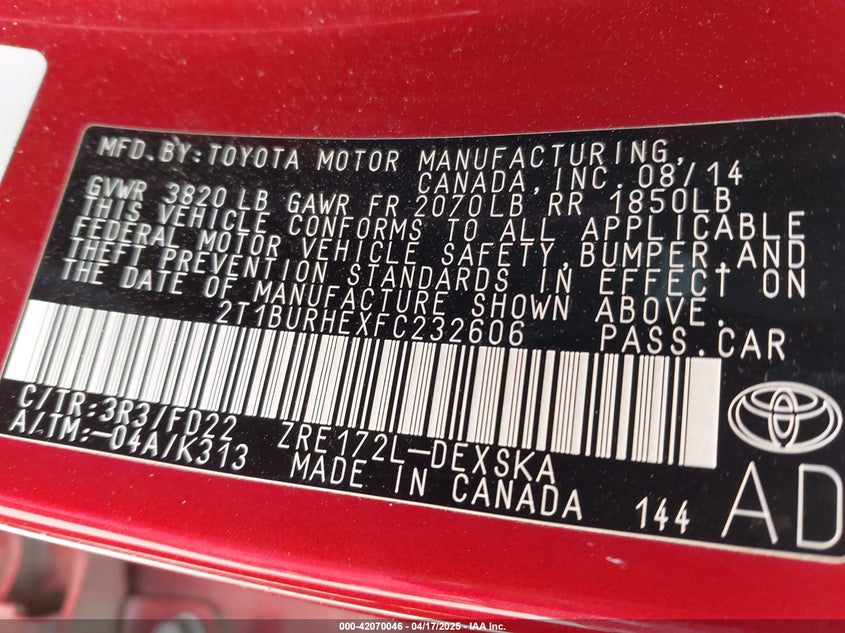 MFD.BY:TOYOTA MOTOR MANUFACTURING,
CANADA,INC.08/14
GVWR 3820LB GAWR FR 2070LB RR 1850LB
THIS VEHICLE CONFORMS TO ALL APPLICABLE
FEDERAL MOTOR VEHICLE SAFETY,BUMPER,AND
THEFT PREVENTION STANDARDS IN EFFECT ON
THE DATE OF MANUFACTURE SHOWN ABOVE.
2T1BURHEXFC232606 PASS.CAR
C/TR:3R3/FD22 ZRE172L-DEXSKA
A/TM:-04A/K313 MADE IN CANADA 144 AD
000-42070046 - 04/17/2025 - IAA Inc.